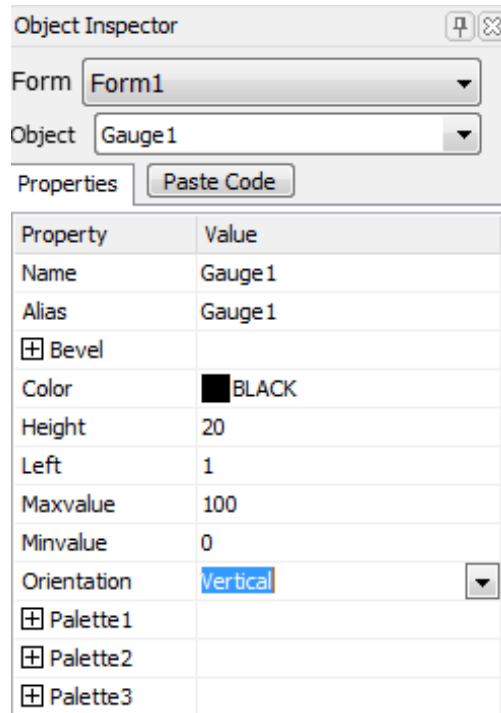 Object Inspector
Form Form1
Object Gauge1
Properties Paste Code
Property Value
Name Gauge1
Alias Gauge1
Bevel
Color BLACK
Height 20
Left 1
Maxvalue 100
Minvalue 0
Orientation Vertical
Palette1
Palette2
Palette3